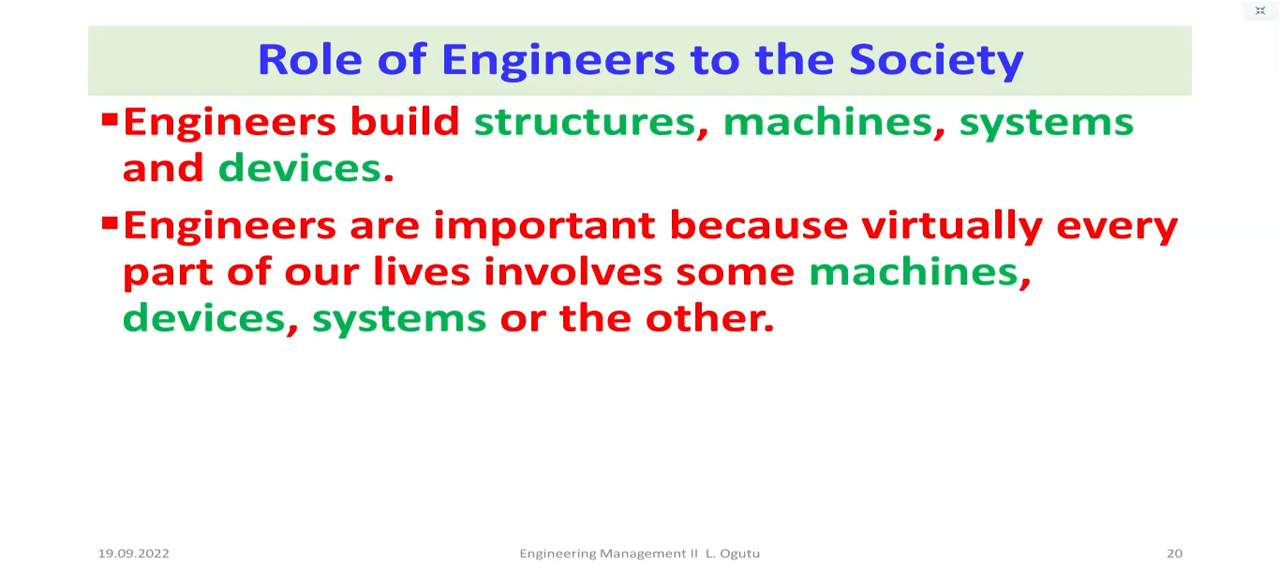 Role of Engineers to the Society
▪Engineers build structures, machines, systems
and devices.
▪Engineers are important because virtually every
part of our lives involves some machines,
devices, systems or the other.
19.09.2022
Engineering Management II L. Ogutu
20